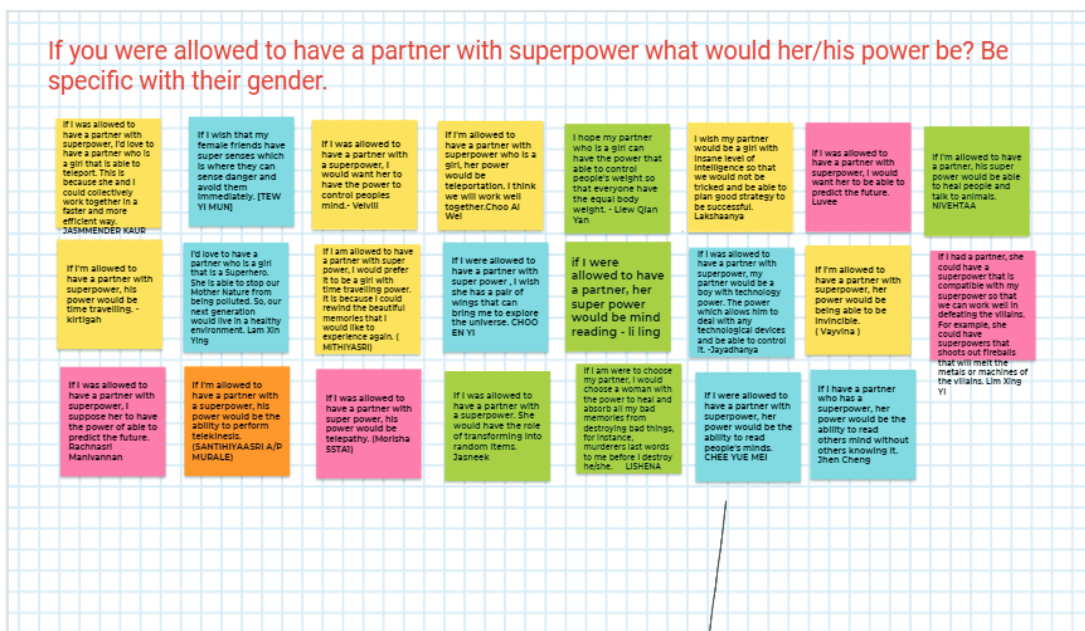 If you were allowed to have a partner with superpower what would her/his power be? Be
specific with their gender.
If I was allowed to
have a partner with
superpower, I'd love to
have a partner who is
a girl that is able to
teleport. This is
because she and I
could collectively
work together in a
faster and more
efficient way.
JASMMENDER KAUR
If I wish that my
female friends have
super senses which
is where they can
sense danger and
avoid them
immediately. [TEW
YI MUN]
If I was allowed to
have a partner with
a superpower, I
would want her to
have the power to
control peoples
mind.- Velviii
If I'm allowed to
have a partner with
superpower who is a
girl, her power
would be
teleportation. I think
we will work well
together.Choo Ai
Wei
I hope my partner
who is a girl can
have the power that
able to control
people's weight so
that everyone have
the equal body
weight. - Liew Qian
Yan
I wish my partner
would be a girl with
insane level of
intelligence so that
we would not be
tricked and be able to
plan good strategy to
be successful.
Lakshaanya
If I was allowed to
have a partner with
superpower, I would
want her to be able to
predict the future.
Luvee
If I'm allowed to have
a partner, his super
power would be able
to heal people and
talk to animals.
NIVEHTAA
If I'm allowed to
have a partner with
superpower, his
power would be
time travelling. -
kirtigah
I'd love to have a
partner who is a girl
that is a Superhero.
She is able to stop our
Mother Nature from
being polluted. So, our
next generation
would live in a healthy
environment. Lam Xin
Ying
If I am allowed to have
a partner with super
power, I would prefer
it to be a girl with
time travelling power.
It is because I could
rewind the beautiful
memories that I
would like to
experience again. (
MITHIYASRI)
If I were allowed to
have a partner with
super power , I wish
she has a pair of
wings that can
bring me to explore
the universe. CHOO
EN YI
if I were
allowed to have
a partner, her
super power
would be mind
reading - li ling
If I was allowed to
have a partner with
superpower, my
partner would be a
boy with technology
power. The power
which allows him to
deal with any
technological devices
and be able to control
it. -Jayadhanya
If I'm allowed to
have a partner with
superpower, her
power would be
being able to be
invincible.
( Vayvina )
If I had a partner, she
could have a
superpower that is
compatible with my
superpower so that
we can work well in
defeating the villains.
For example, she
could have
superpowers that
shoots out fireballs
that will melt the
metals or machines of
the villains. Lim Xing
Yi
If I was allowed to
have a partner with
superpower, I
suppose her to have
the power of able to
predict the future.
Rachnasri
Manivannan
If I'm allowed to
have a partner with
a superpower, his
power would be the
ability to perform
telekinesis.
(SANTIHIYAASRI A/P
MURALE)
If I was allowed to
have a partner with
super power, his
power would be
telepathy. (Morisha
SSTA1)
If I was allowed to
have a partner with
a superpower. She
would have the role
of transforming into
random items.
Jasneek
If I am were to choose
my partner, I would
choose a woman with
the power to heal and
absorb all my bad
memories from
destroying bad things,
for instance,
murderers last words
to me before I destroy
he/she. LISHENA
If I were allowed to
have a partner with
superpower, her
power would be the
ability to read
people's minds.
CHEE YUE MEI
If I have a partner
who has a
superpower, her
power would be the
ability to read
others mind without
others knowing it.
Jhen Cheng